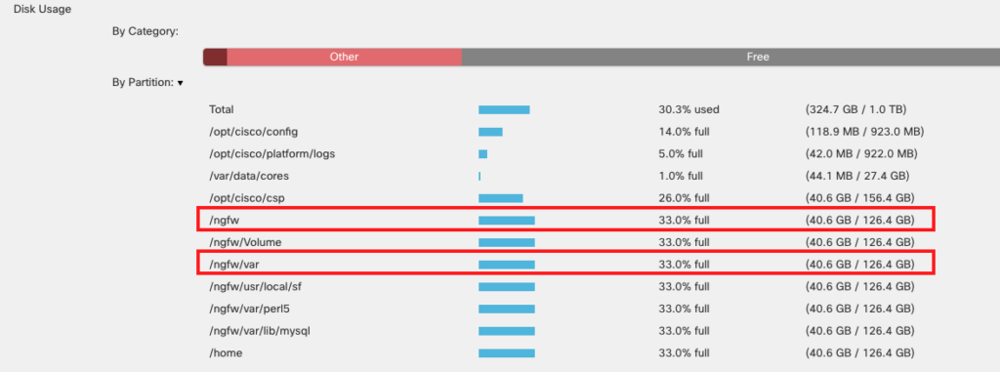 Disk Usage
By Category:
Other Free
By Partition: ▼
Total 30.3% used (324.7 GB / 1.0 TB)
/opt/cisco/config 14.0% full (118.9 MB / 923.0 MB)
/opt/cisco/platform/logs 5.0% full (42.0 MB / 922.0 MB)
/var/data/cores 1.0% full (44.1 MB / 27.4 GB)
/opt/cisco/csp 26.0% full (40.6 GB / 156.4 GB)
/ngfw 33.0% full (40.6 GB / 126.4 GB)
/ngfw/Volume 33.0% full (40.6 GB / 126.4 GB)
/ngfw/var 33.0% full (40.6 GB / 126.4 GB)
/ngfw/usr/local/sf 33.0% full (40.6 GB / 126.4 GB)
/ngfw/var/perl5 33.0% full (40.6 GB / 126.4 GB)
/ngfw/var/lib/mysql 33.0% full (40.6 GB / 126.4 GB)
/home 33.0% full (40.6 GB / 126.4 GB)